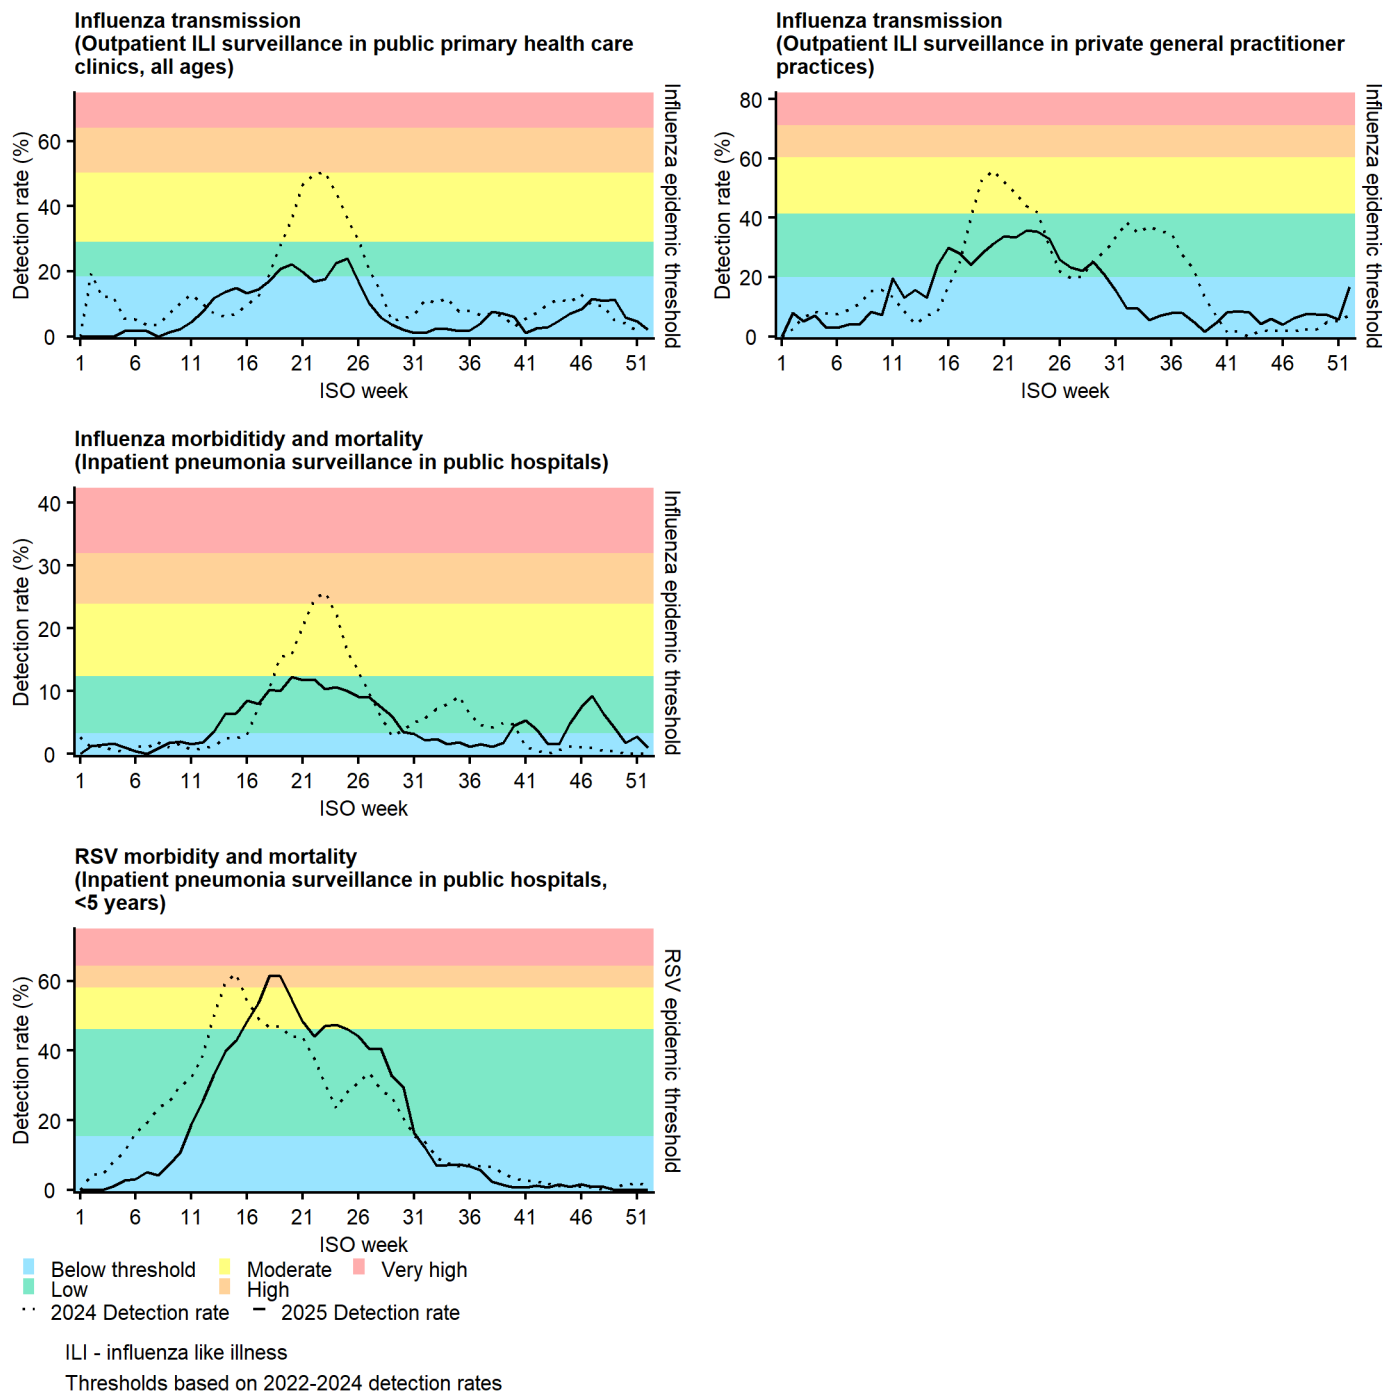 Influenza transmission
(Outpatient ILI surveillance in public primary health care
clinics, all ages)
Detection rate (%)
60
40
20
0
1 6 11 16 21 26 31 36 41 46 51
ISO week
Influenza epidemic threshold
Influenza transmission
(Outpatient ILI surveillance in private general practitioner
practices)
Detection rate (%)
80
60
40
20
0
1 6 11 16 21 26 31 36 41 46 51
ISO week
Influenza epidemic threshold
Influenza morbiditidy and mortality
(Inpatient pneumonia surveillance in public hospitals)
Detection rate (%)
40
30
20
10
0
1 6 11 16 21 26 31 36 41 46 51
ISO week
Influenza epidemic threshold
RSV morbidity and mortality
(Inpatient pneumonia surveillance in public hospitals,
<5 years)
Detection rate (%)
60
40
20
0
1 6 11 16 21 26 31 36 41 46 51
ISO week
RSV epidemic threshold
Below threshold Moderate Very high
Low High
2024 Detection rate 2025 Detection rate
ILI - influenza like illness
Thresholds based on 2022-2024 detection rates